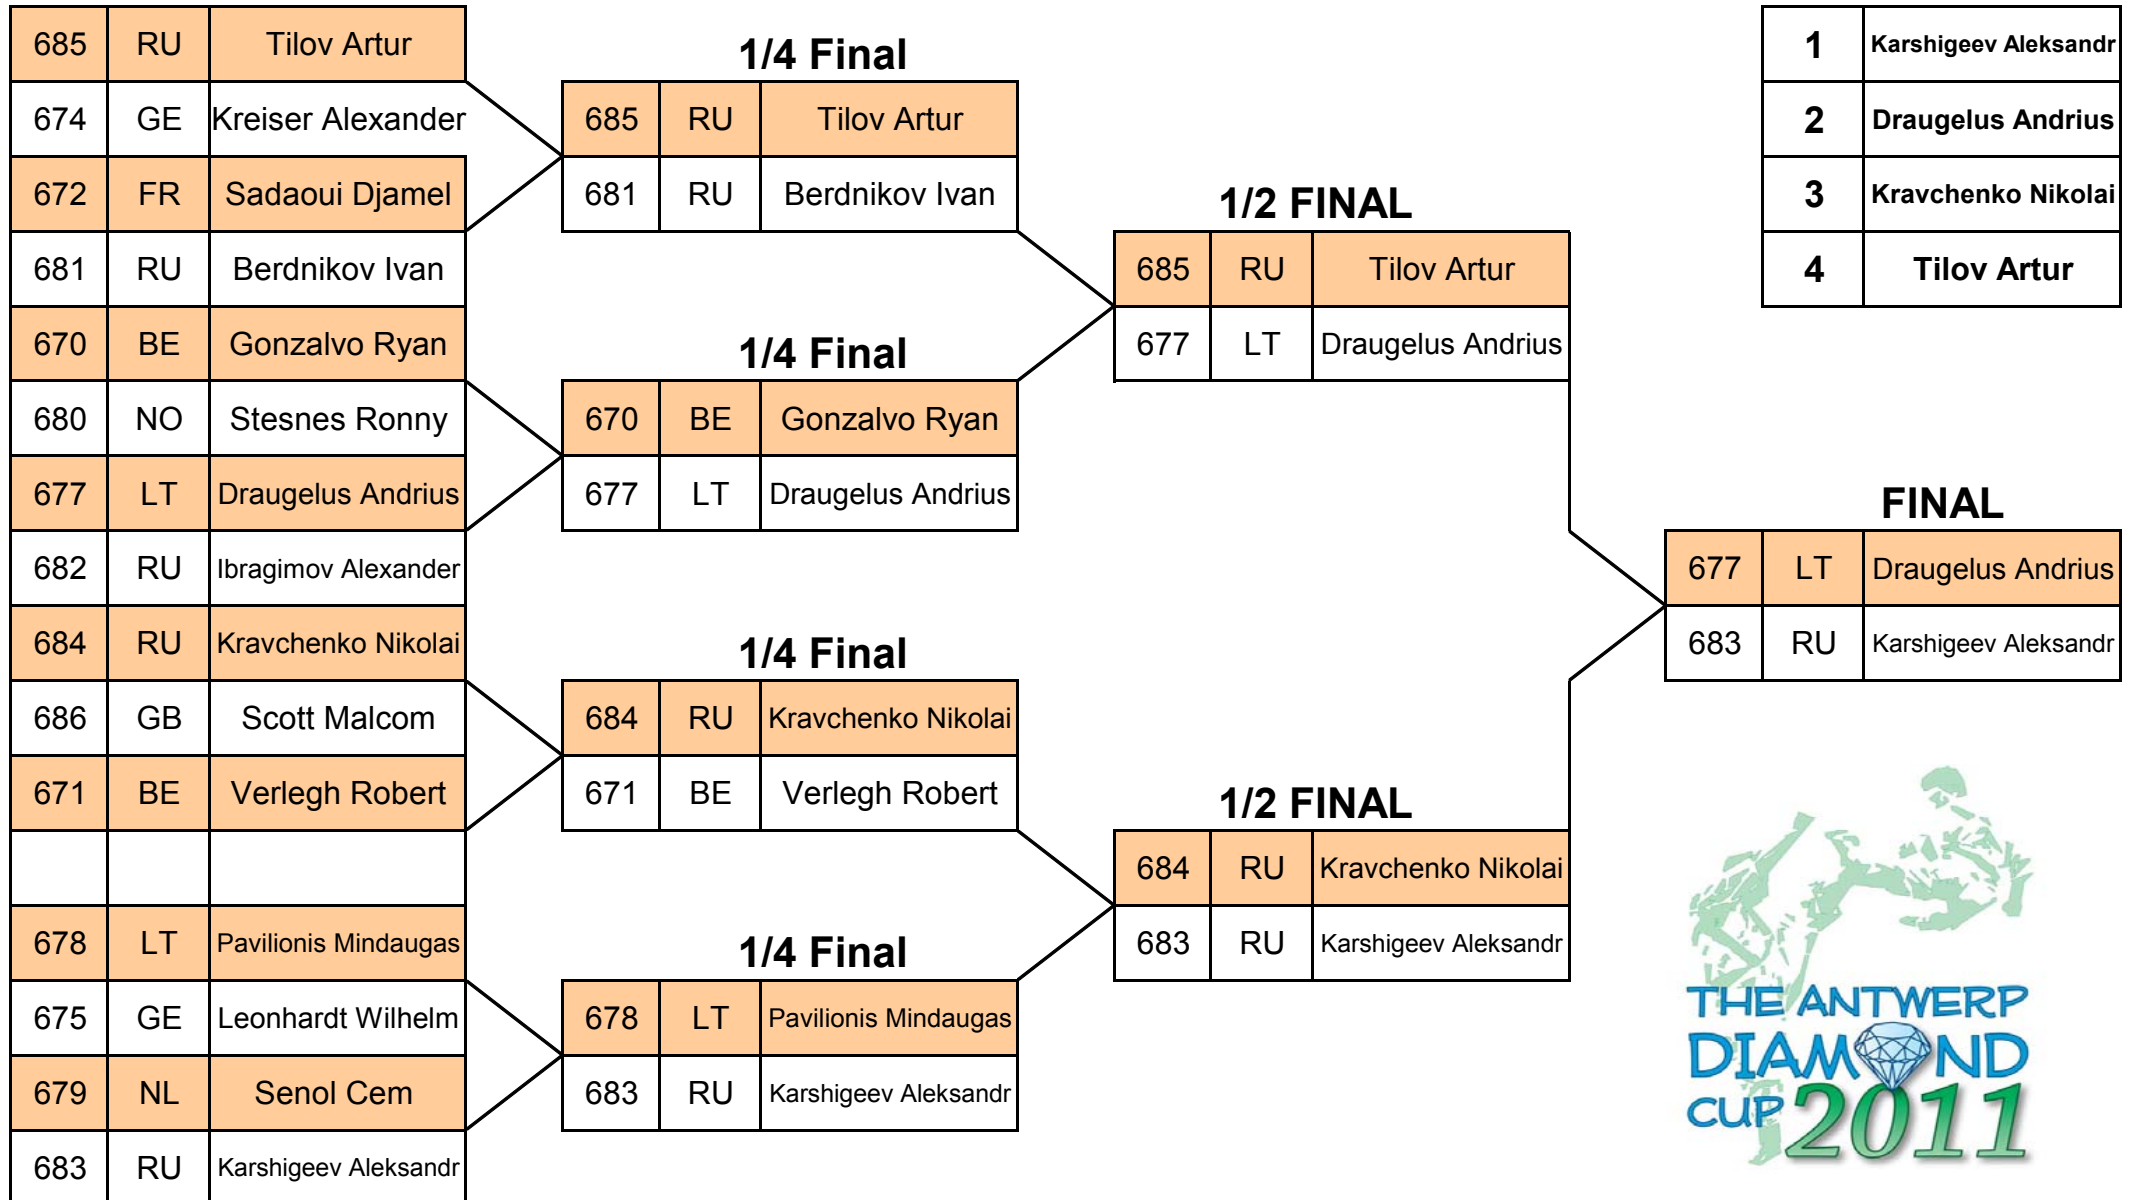 685 RU Tilov Artur
674 GE Kreiser Alexander
672 FR Sadaoui Djamel
681 RU Berdnikov Ivan
670 BE Gonzalvo Ryan
680 NO Stesnes Ronny
677 LT Draugelus Andrius
682 RU Ibragimov Alexander
684 RU Kravchenko Nikolai
686 GB Scott Malcom
671 BE Verlegh Robert
678 LT Pavilionis Mindaugas
675 GE Leonhardt Wilhelm
679 NL Senol Cem
683 RU Karshigeev Aleksandr
1/4 Final
685 RU Tilov Artur
681 RU Berdnikov Ivan
1/4 Final
670 BE Gonzalvo Ryan
677 LT Draugelus Andrius
1/4 Final
684 RU Kravchenko Nikolai
671 BE Verlegh Robert
1/4 Final
678 LT Pavilionis Mindaugas
683 RU Karshigeev Aleksandr
1/2 FINAL
685 RU Tilov Artur
677 LT Draugelus Andrius
1/2 FINAL
684 RU Kravchenko Nikolai
683 RU Karshigeev Aleksandr
1 Karshigeev Aleksandr
2 Draugelus Andrius
3 Kravchenko Nikolai
4 Tilov Artur
FINAL
677 LT Draugelus Andrius
683 RU Karshigeev Aleksandr
THE ANTWERP
DIAMOND
CUP 2011